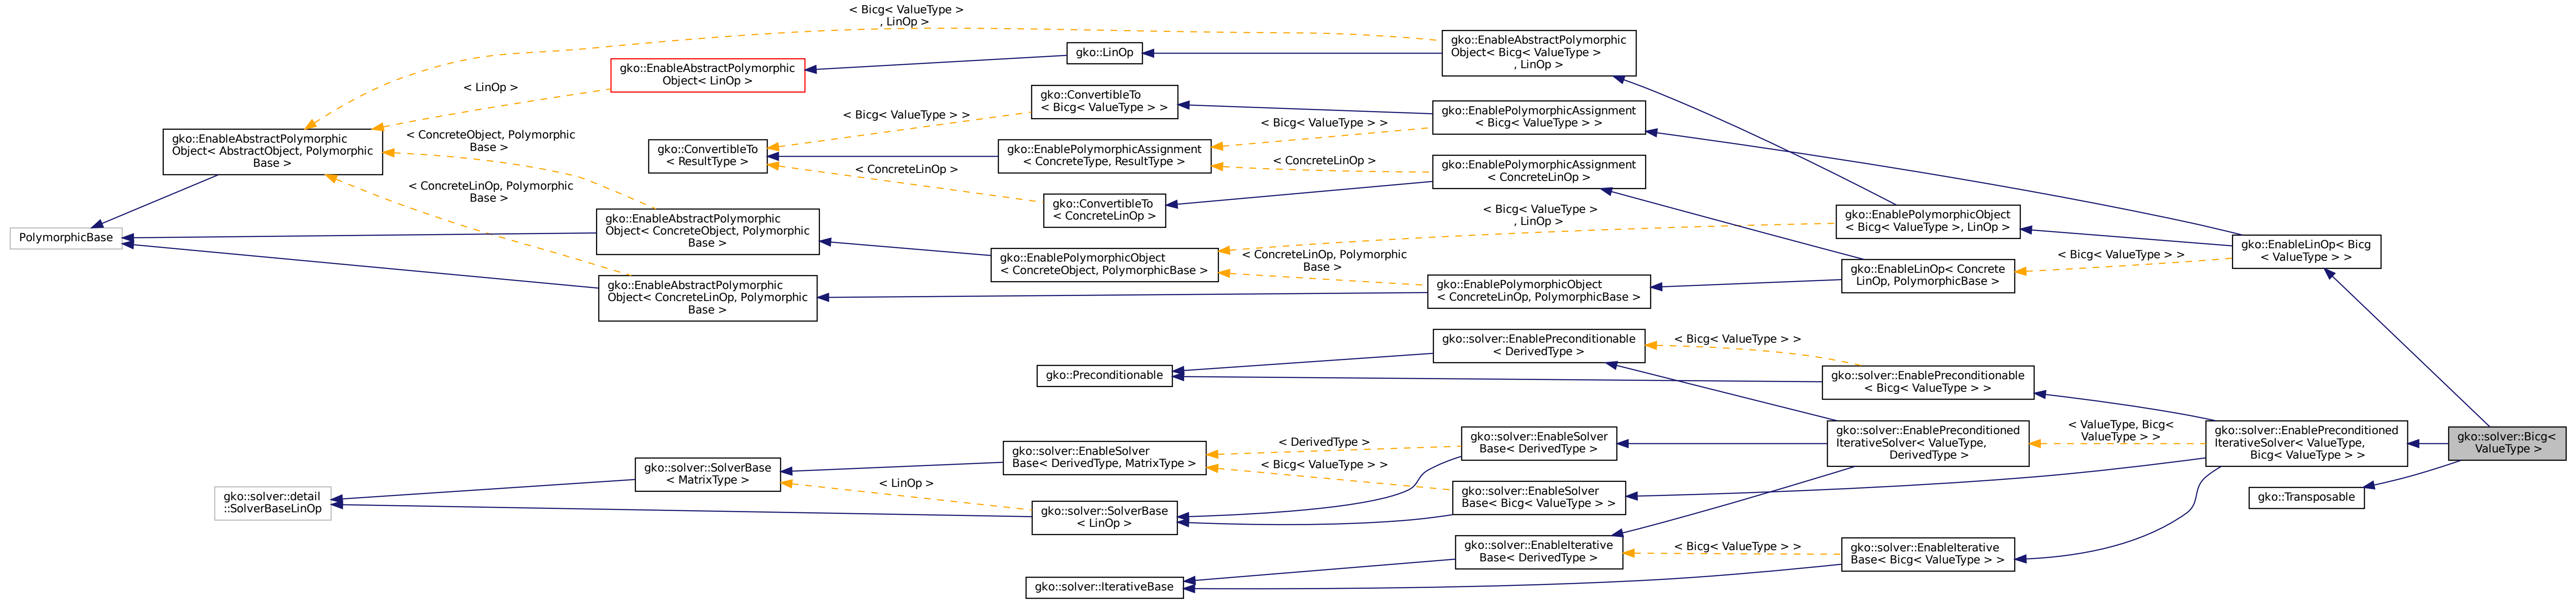 < Bicg< ValueType >
, LinOp >
gko::EnableAbstractPolymorphic
Object< Bicg< ValueType >
, LinOp >
gko::LinOp
gko::EnableAbstractPolymorphic
Object< LinOp >
< LinOp >
gko::ConvertibleTo
< Bicg< ValueType > >
gko::EnablePolymorphicAssignment
< Bicg< ValueType > >
< Bicg< ValueType > >
< Bicg< ValueType > >
gko::EnableAbstractPolymorphic
Object< AbstractObject, Polymorphic
Base >
< ConcreteObject, Polymorphic
Base >
gko::ConvertibleTo
< ResultType >
gko::EnablePolymorphicAssignment
< ConcreteType, ResultType >
< ConcreteLinOp >
gko::EnablePolymorphicAssignment
< ConcreteLinOp >
< ConcreteLinOp >
< ConcreteLinOp, Polymorphic
Base >
gko::ConvertibleTo
< ConcreteLinOp >
< Bicg< ValueType >
, LinOp >
gko::EnablePolymorphicObject
< Bicg< ValueType >, LinOp >
PolymorphicBase
gko::EnableAbstractPolymorphic
Object< ConcreteObject, Polymorphic
Base >
gko::EnablePolymorphicObject
< ConcreteObject, PolymorphicBase >
< ConcreteLinOp, Polymorphic
Base >
gko::EnableLinOp< Bicg
< ValueType > >
< Bicg< ValueType > >
gko::EnableLinOp< Concrete
LinOp, PolymorphicBase >
gko::EnableAbstractPolymorphic
Object< ConcreteLinOp, Polymorphic
Base >
gko::EnablePolymorphicObject
< ConcreteLinOp, PolymorphicBase >
gko::solver::EnablePreconditionable
< DerivedType >
< Bicg< ValueType > >
gko::Preconditionable
gko::solver::EnablePreconditionable
< Bicg< ValueType > >
gko::solver::EnableSolver
Base< DerivedType >
< DerivedType >
gko::solver::EnablePreconditioned
IterativeSolver< ValueType,
DerivedType >
< ValueType, Bicg<
ValueType > >
gko::solver::EnablePreconditioned
IterativeSolver< ValueType,
Bicg< ValueType > >
gko::solver::Bicg<
ValueType >
gko::solver::EnableSolver
Base< DerivedType, MatrixType >
< Bicg< ValueType > >
gko::solver::SolverBase
< MatrixType >
< LinOp >
gko::solver::EnableSolver
Base< Bicg< ValueType > >
gko::Transposable
gko::solver::detail
::SolverBaseLinOp
gko::solver::SolverBase
< LinOp >
gko::solver::EnableIterative
Base< DerivedType >
< Bicg< ValueType > >
gko::solver::EnableIterative
Base< Bicg< ValueType > >
gko::solver::IterativeBase